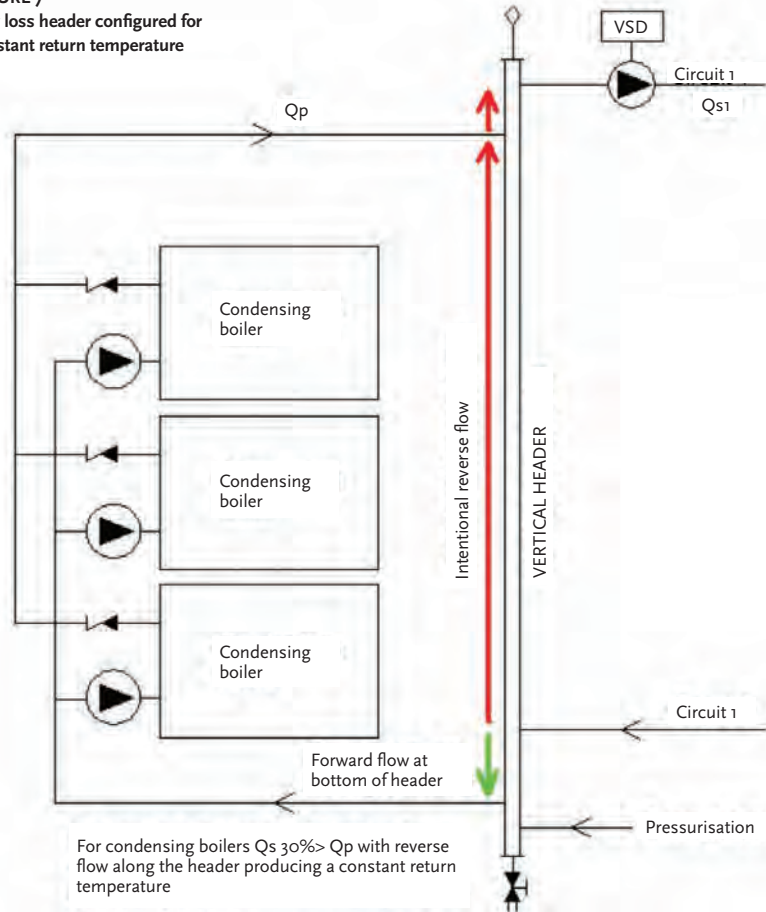 loss header configured for
return temperature
VSD
Circuit 1
Qs1
Qp
Condensing
boiler
Condensing
boiler
Condensing
boiler
Intentional reverse flow
VERTICAL HEADER
Circuit 1
Forward flow at
bottom of header
Pressurisation
For condensing boilers Qs 30%> Qp with reverse
flow along the header producing a constant return
temperature